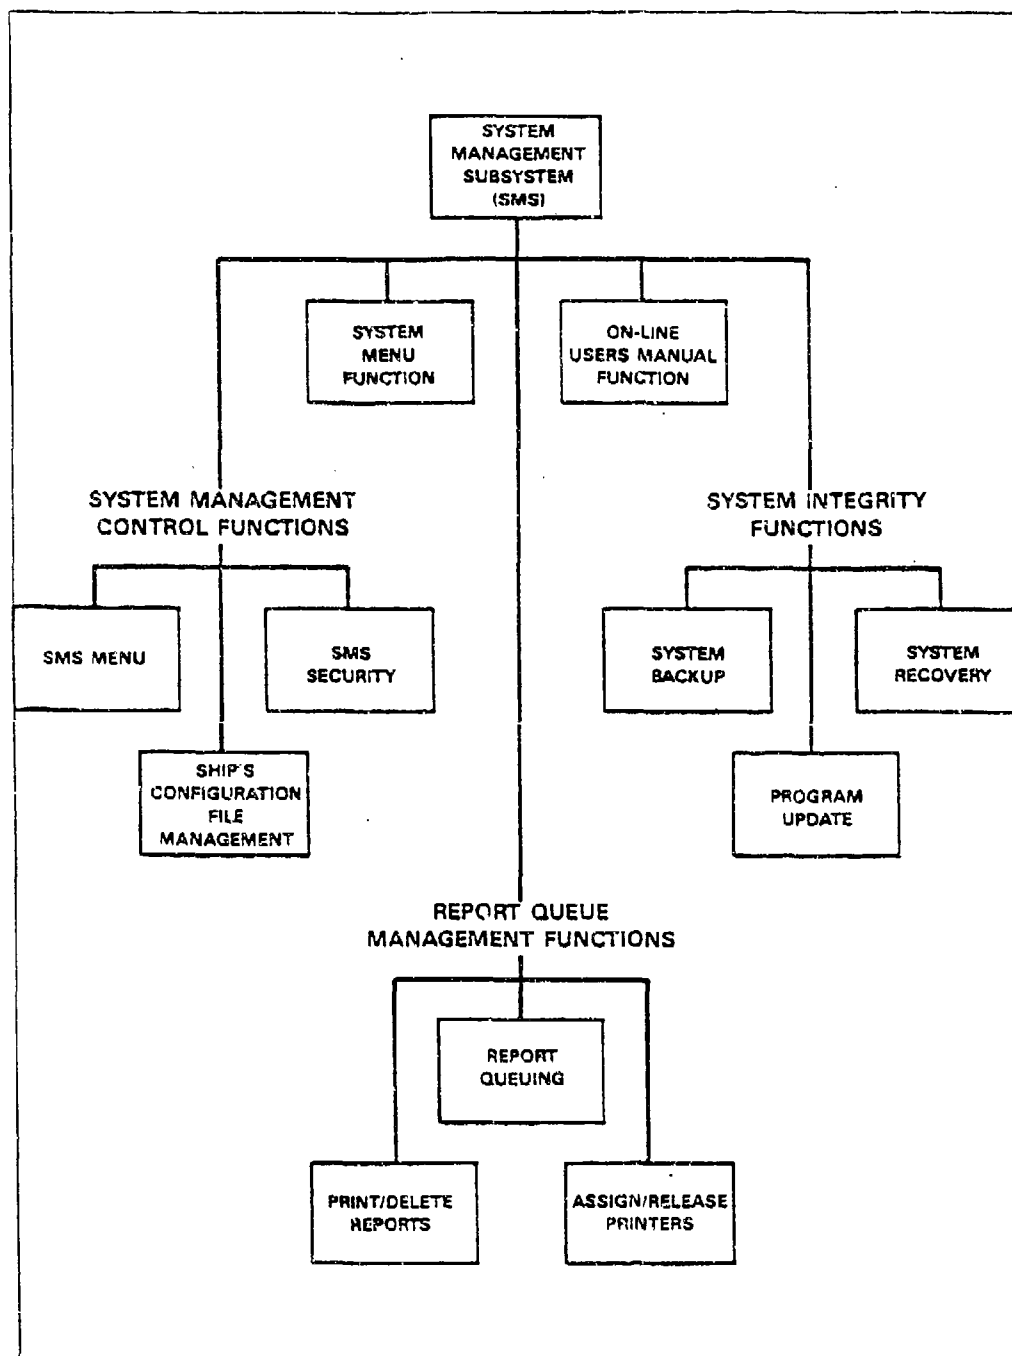 SYSTEM
MANAGEMENT
SUBSYSTEM
(SMS)
SYSTEM
MENU
FUNCTION
ON-LINE
USERS MANUAL
FUNCTION
SYSTEM MANAGEMENT
CONTROL FUNCTIONS
SYSTEM INTEGRITY
FUNCTIONS
SMS MENU
SMS
SECURITY
SYSTEM
BACKUP
SYSTEM
RECOVERY
SHIP'S
CONFIGURATION
FILE
MANAGEMENT
PROGRAM
UPDATE
REPORT QUEUE
MANAGEMENT FUNCTIONS
REPORT
QUEUING
PRINT/DELETE
REPORTS
ASSIGN/RELEASE
PRINTERS